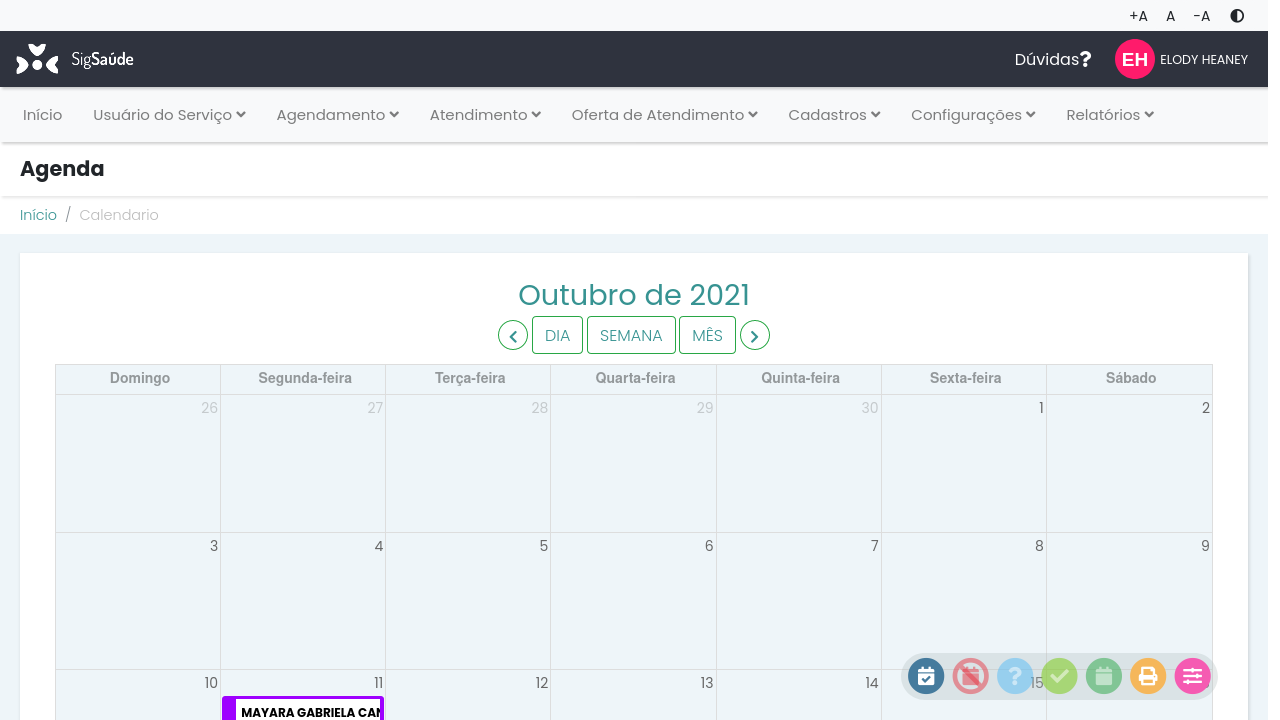 +A A -A
SigSaúde Dúvidas? EH ELODY HEANEY
Início Usuário do Serviço Agendamento Atendimento Oferta de Atendimento Cadastros Configurações Relatórios
Agenda
Início / Calendario
Outubro de 2021
DIA SEMANA MÊS
Domingo Segunda-feira Terça-feira Quarta-feira Quinta-feira Sexta-feira Sábado
26 27 28 29 30 1 2
3 4 5 6 7 8 9
10 11 12 13 14 15
MAYARA GABRIELA CAN